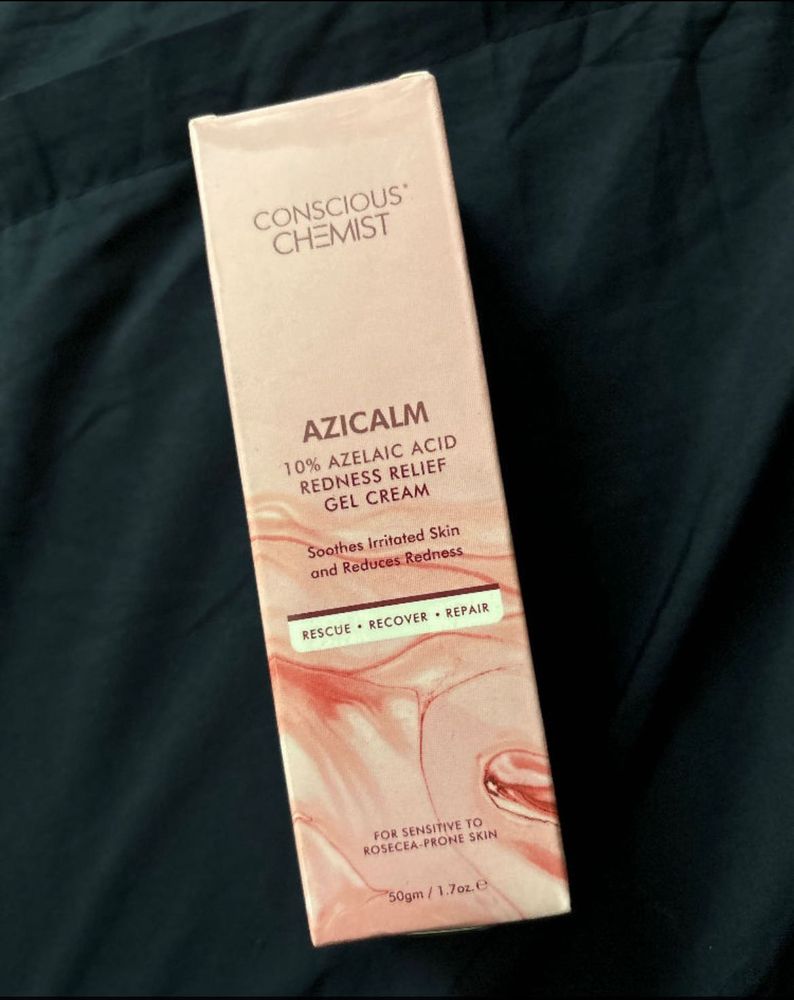 CONSCIOUS®
CHEMIST
AZICALM
10% AZELAIC ACID
REDNESS RELIEF
GEL CREAM
Soothes Irritated Skin
and Reduces Redness
RESCUE • RECOVER • REPAIR
FOR SENSITIVE TO
ROSECEA-PRONE SKIN
50gm / 1.7oz.℮